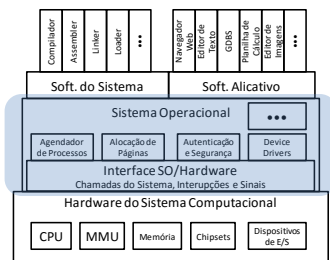 Compilador
Assembler
Linker
Loader
...
Navegador Web
Editor de Texto
GDBS
Planilha de Cálculo
Editor de Imagens
...
Soft. do Sistema
Soft. Alicativo
Sistema Operacional
...
Agendador de Processos
Alocação de Páginas
Autenticação e Segurança
Device Drivers
Interface SO/Hardware
Chamadas do Sistema, Interupções e Sinais
Hardware do Sistema Computacional
CPU
MMU
Memória
Chipsets
Dispositivos de E/S